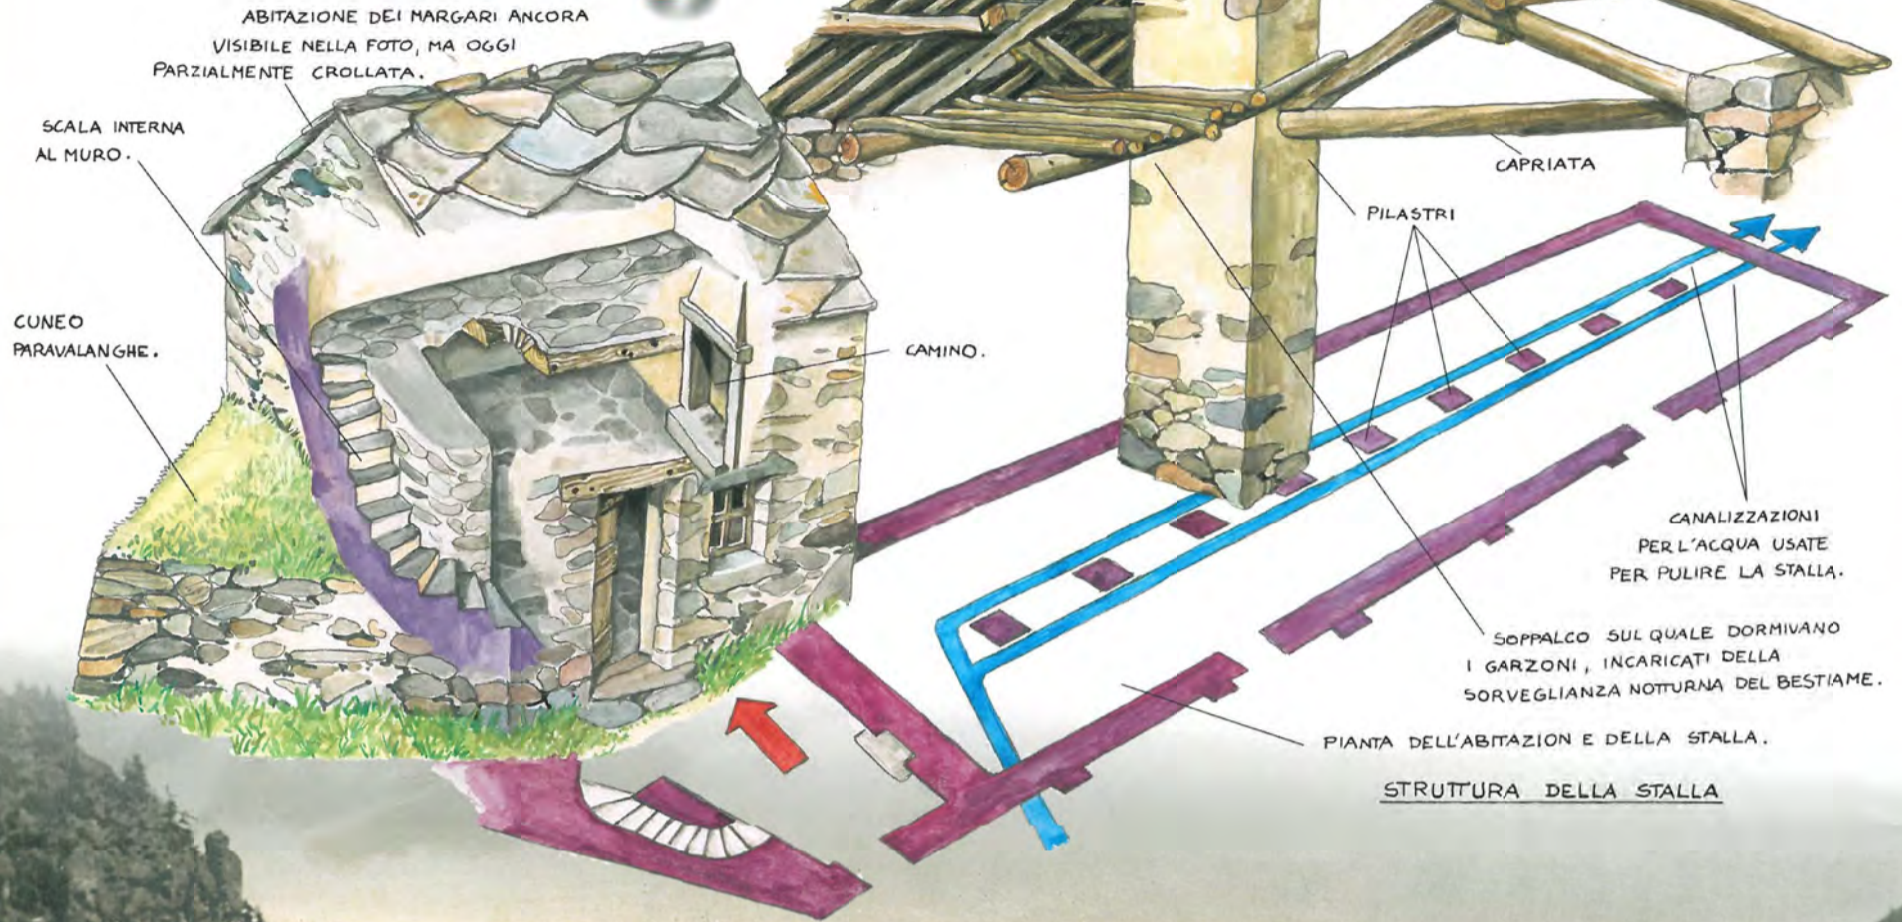 ABITAZIONE DEI MARGARI ANCORA
VISIBILE NELLA FOTO, MA OGGI
PARZIALMENTE CROLLATA.
SCALA INTERNA
AL MURO.
CUNEO
PARAVALANGHE.
CAMINO.
CAPRIATA
PILASTRI
CANALIZZAZIONI
PER L'ACQUA USATE
PER PULIRE LA STALLA.
SOPPALCO SUL QUALE DORMIVANO
I GARZONI, INCARICATI DELLA
SORVEGLIANZA NOTTURNA DEL BESTIAME.
PIANTA DELL'ABITAZION E DELLA STALLA.
STRUTTURA DELLA STALLA